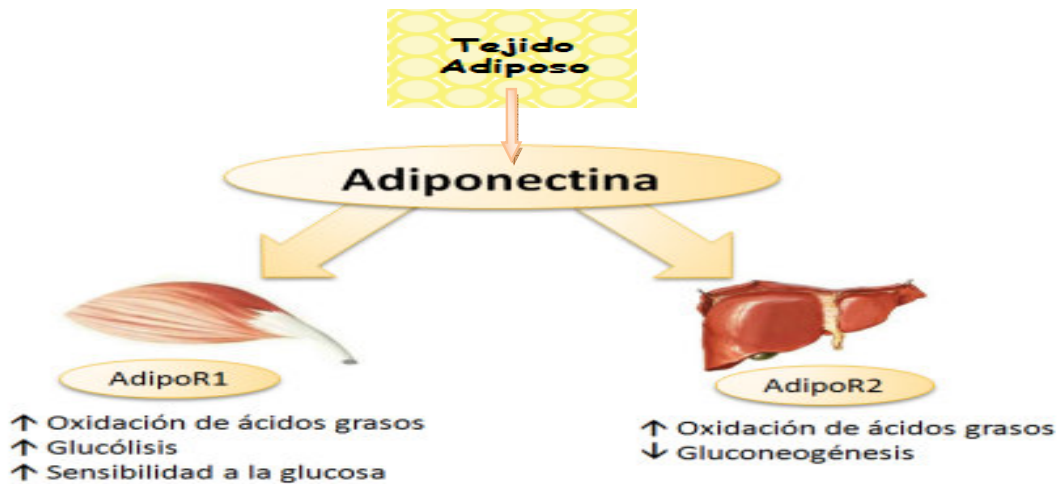 Tejido
Adiposo
Adiponectina
AdipoR1
↑ Oxidación de ácidos grasos
↑ Glucólisis
↑ Sensibilidad a la glucosa
AdipoR2
↑ Oxidación de ácidos grasos
↓ Gluconeogénesis